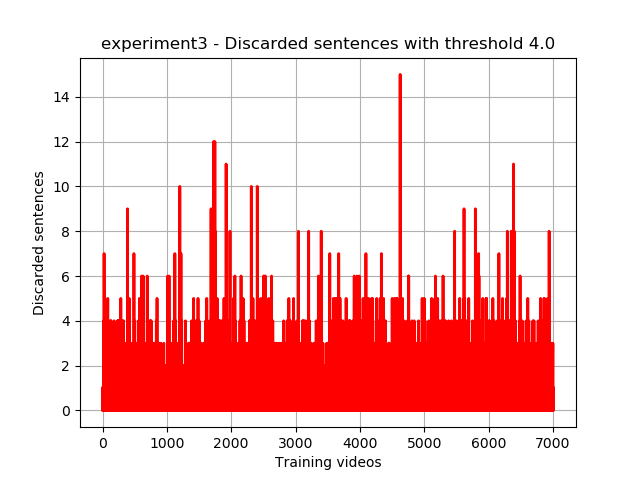 experiment3 - Discarded sentences with threshold 4.0
14
12
10
8
6
4
2
0
Discarded sentences
0 1000 2000 3000 4000 5000 6000 7000
Training videos